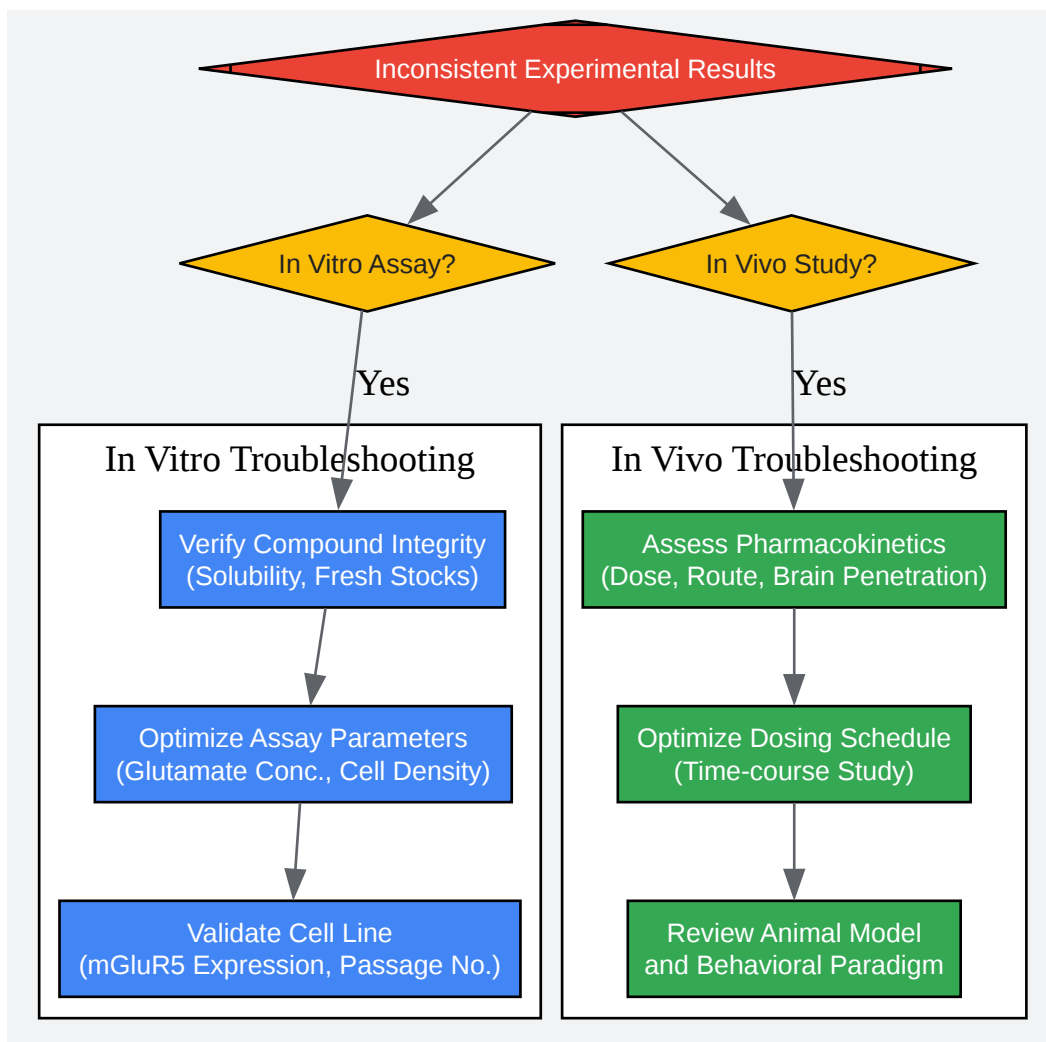 Inconsistent Experimental Results
In Vitro Assay?
In Vivo Study?
Yes
Yes
In Vitro Troubleshooting
Verify Compound Integrity
(Solubility, Fresh Stocks)
Optimize Assay Parameters
(Glutamate Conc., Cell Density)
Validate Cell Line
(mGluR5 Expression, Passage No.)
In Vivo Troubleshooting
Assess Pharmacokinetics
(Dose, Route, Brain Penetration)
Optimize Dosing Schedule
(Time-course Study)
Review Animal Model
and Behavioral Paradigm